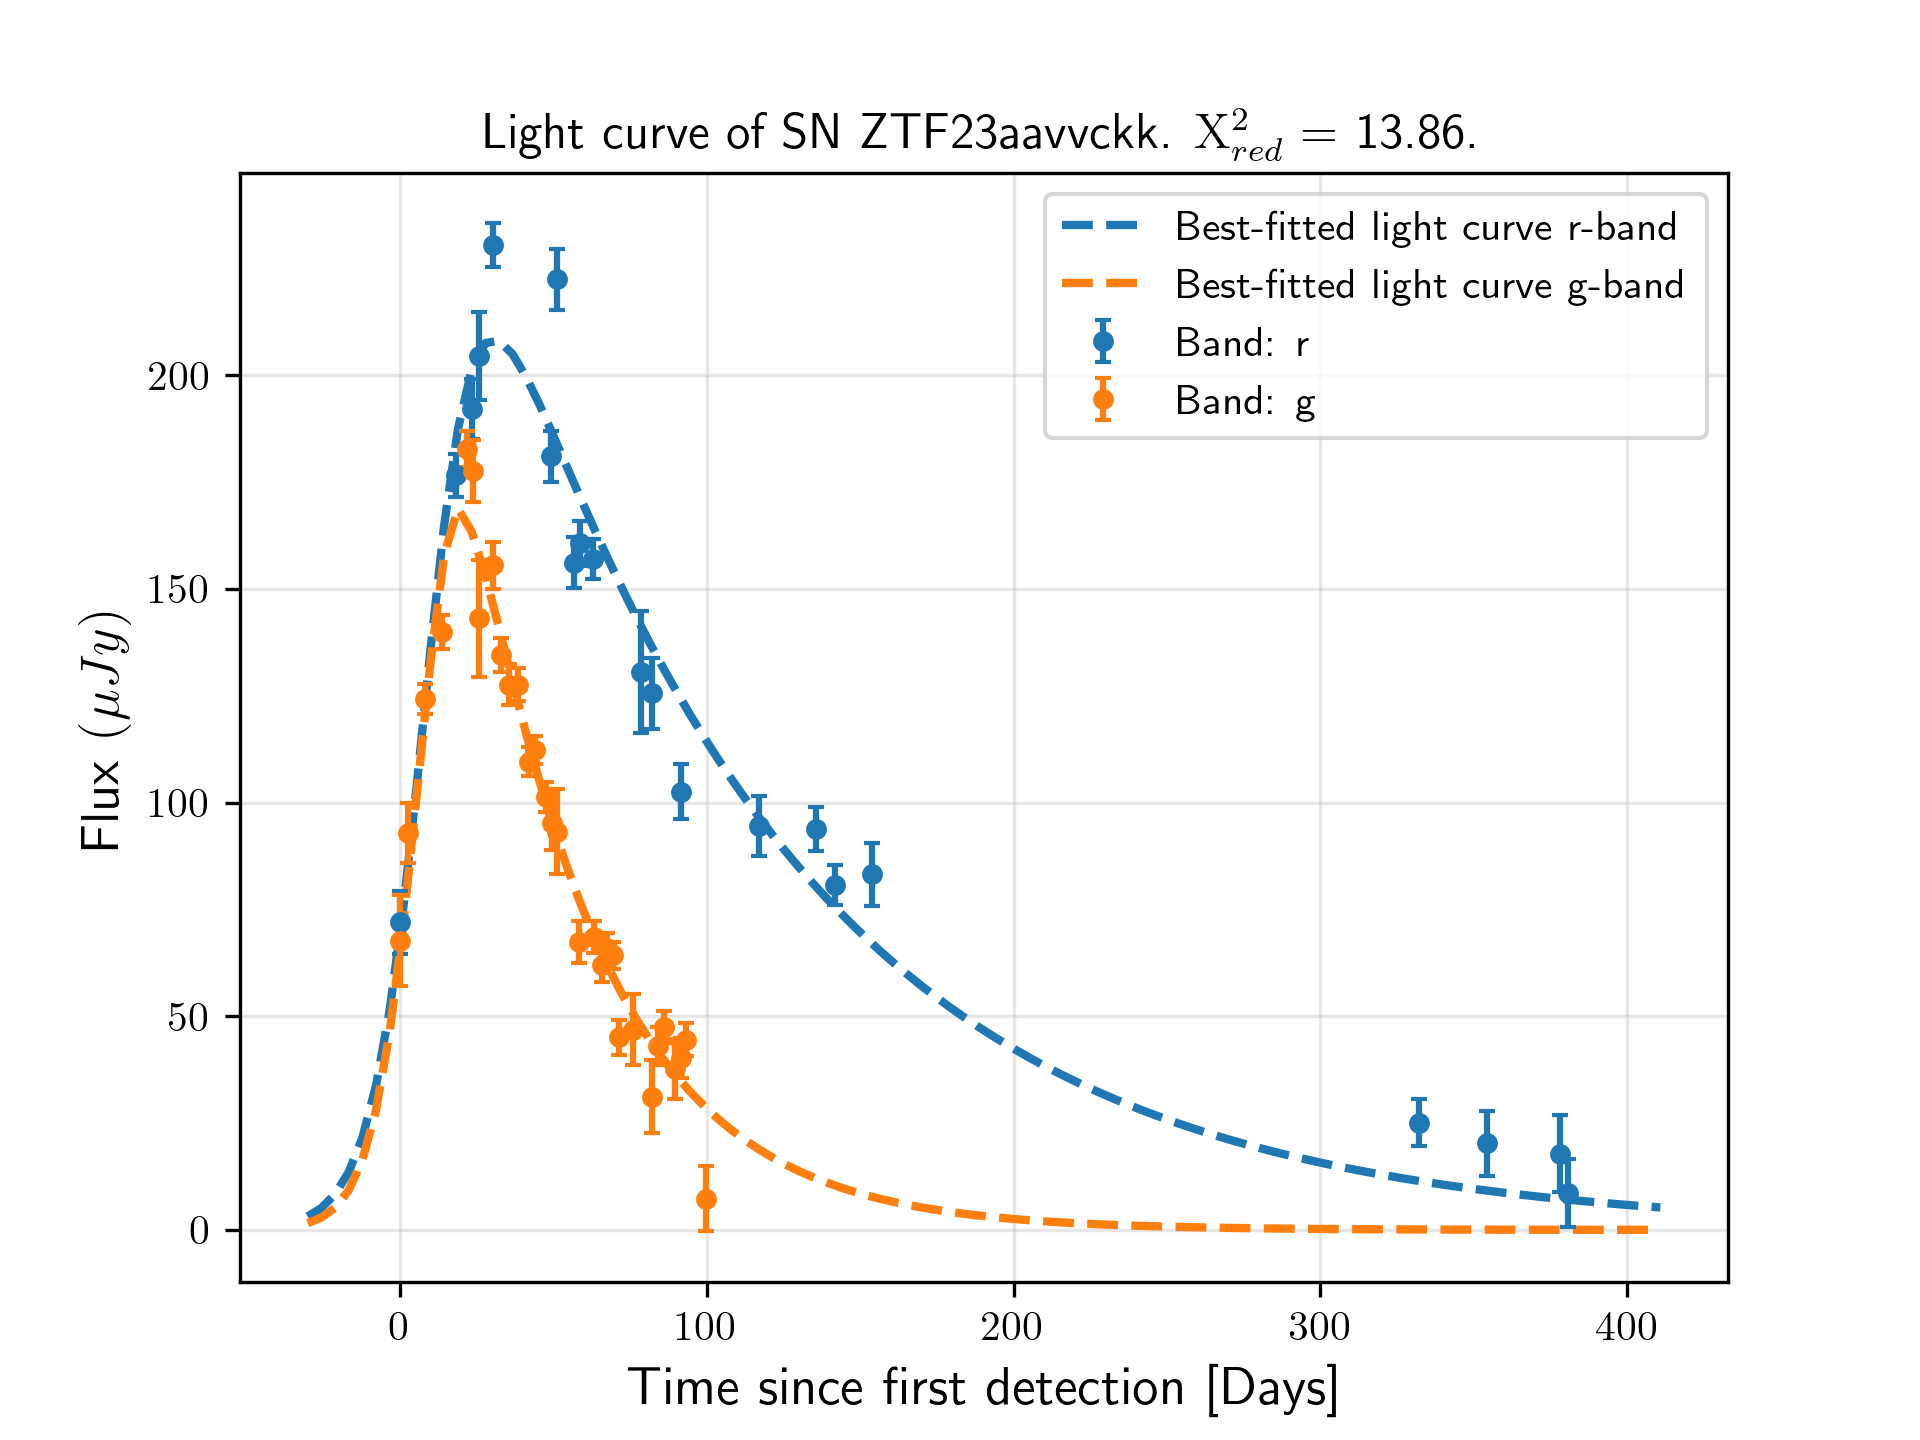 Light curve of SN ZTF23aavvckk. X²_red = 13.86.
Best-fitted light curve r-band
Best-fitted light curve g-band
Band: r
Band: g
Flux (μJy)
200
150
100
50
0
0 100 200 300 400
Time since first detection [Days]